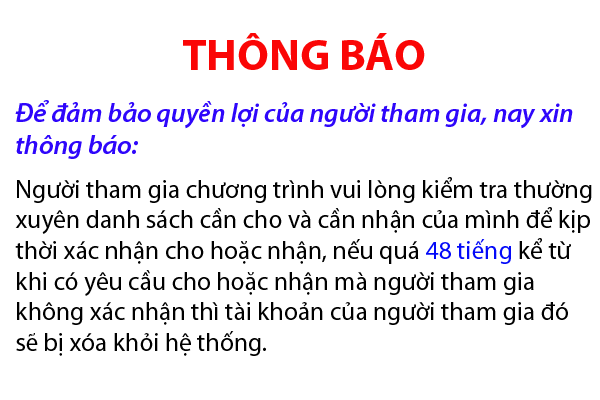 THÔNG BÁO
Để đảm bảo quyền lợi của người tham gia, nay xin
thông báo:
Người tham gia chương trình vui lòng kiểm tra thường
xuyên danh sách cần cho và cần nhận của mình để kịp
thời xác nhận cho hoặc nhận, nếu quá 48 tiếng kể từ
khi có yêu cầu cho hoặc nhận mà người tham gia
không xác nhận thì tài khoản của người tham gia đó
sẽ bị xóa khỏi hệ thống.